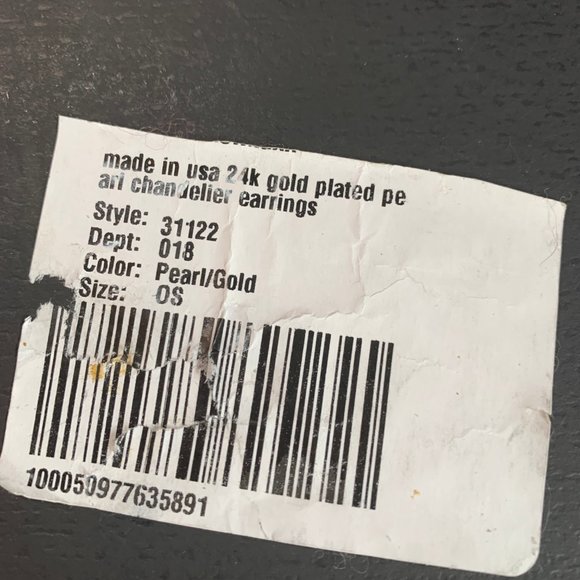 made in usa 24k gold plated pe
arl chandelier earrings
Style: 31122
Dept: 018
Color: Pearl/Gold
Size: OS
100050977635891